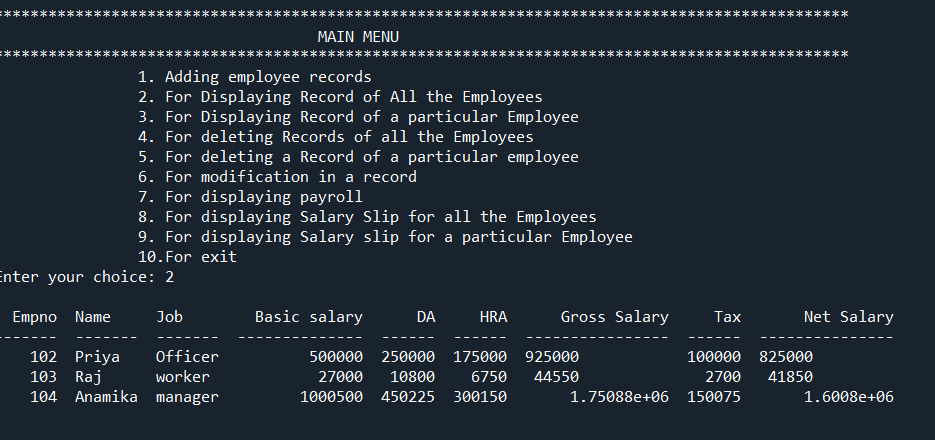 ***********************************************************************************************
MAIN MENU
***********************************************************************************************
1. Adding employee records
2. For Displaying Record of All the Employees
3. For Displaying Record of a particular Employee
4. For deleting Records of all the Employees
5. For deleting a Record of a particular employee
6. For modification in a record
7. For displaying payroll
8. For displaying Salary Slip for all the Employees
9. For displaying Salary slip for a particular Employee
10.For exit
Enter your choice: 2
Empno  Name     Job        Basic salary      DA     HRA      Gross Salary     Tax       Net Salary
-------  -------  -------  --------------  ------  ------  ----------------  ------  ---------------
102  Priya    Officer          500000  250000  175000  925000            100000  825000
103  Raj      worker            27000   10800    6750   44550              2700   41850
104  Anamika  manager         1000500  450225  300150       1.75088e+06  150075       1.6008e+06